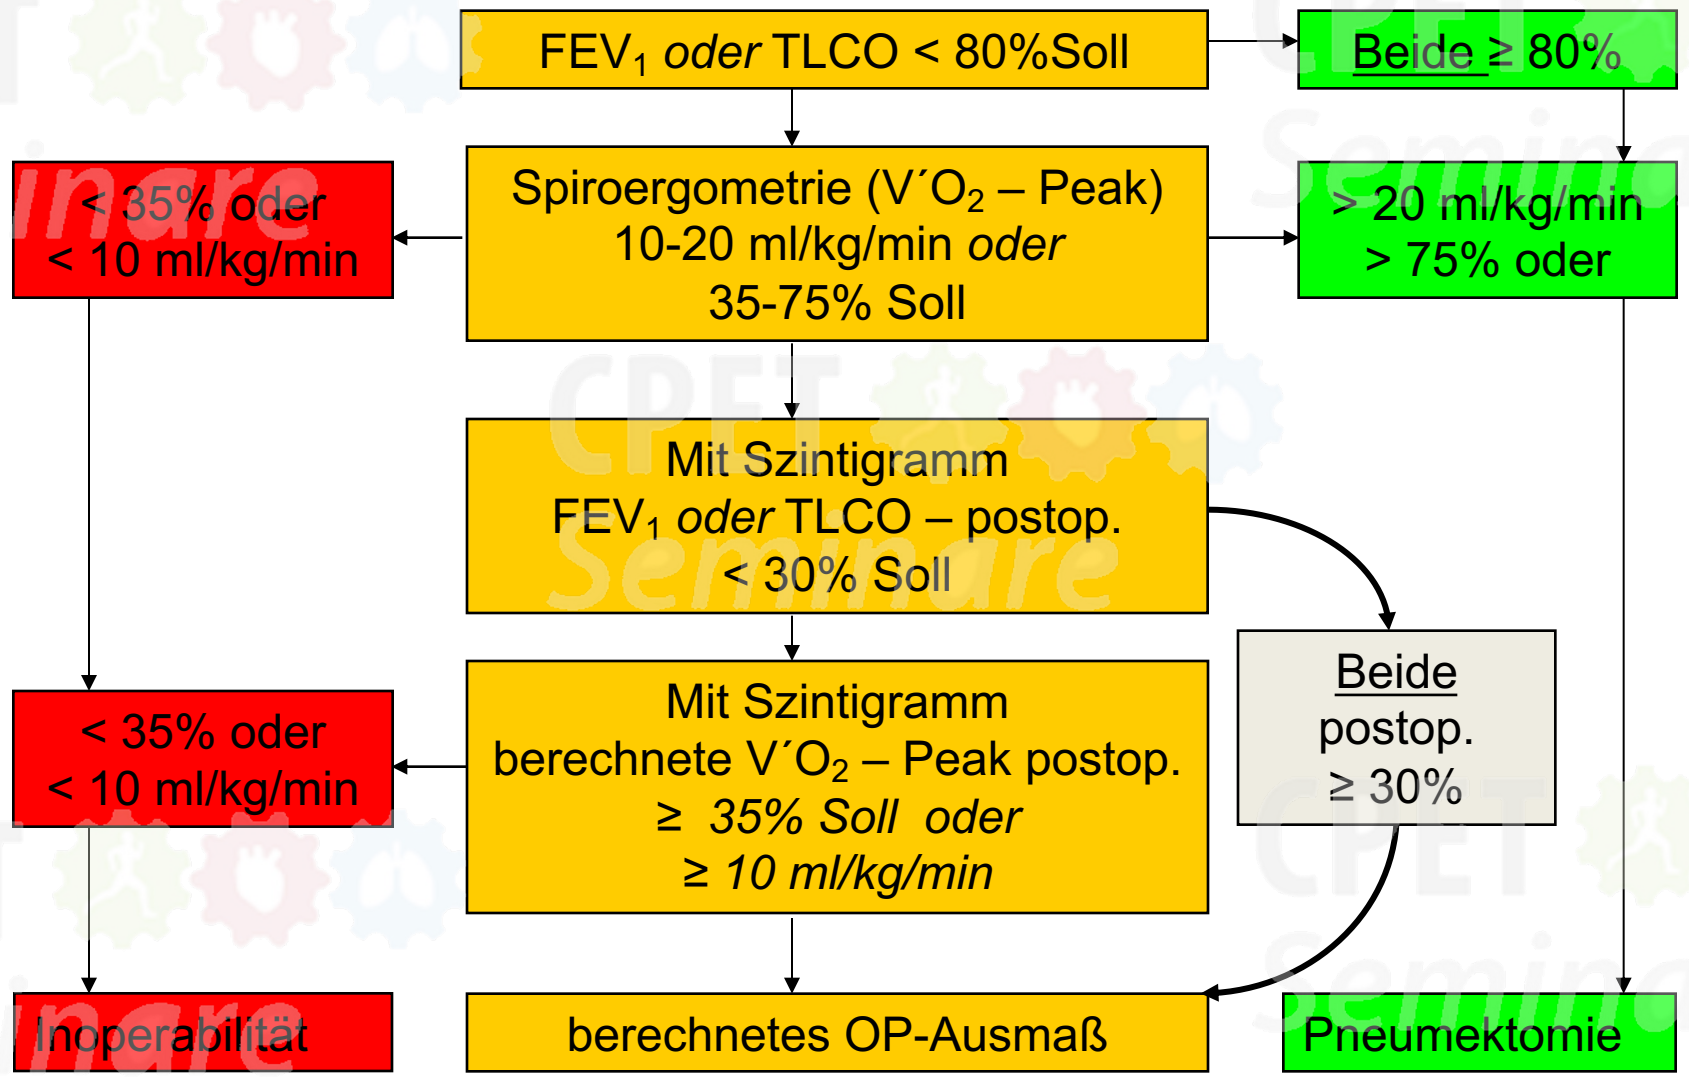 FEV₁ oder TLCO < 80%Soll
Beide ≥ 80%
< 35% oder
< 10 ml/kg/min
Spiroergometrie (V´O₂ – Peak)
10-20 ml/kg/min oder
35-75% Soll
> 20 ml/kg/min
> 75% oder
Mit Szintigramm
FEV₁ oder TLCO – postop.
< 30% Soll
Beide
postop.
≥ 30%
< 35% oder
< 10 ml/kg/min
Mit Szintigramm
berechnete V´O₂ – Peak postop.
≥ 35% Soll oder
≥ 10 ml/kg/min
Inoperabilität
berechnetes OP-Ausmaß
Pneumektomie
CPET
Seminare